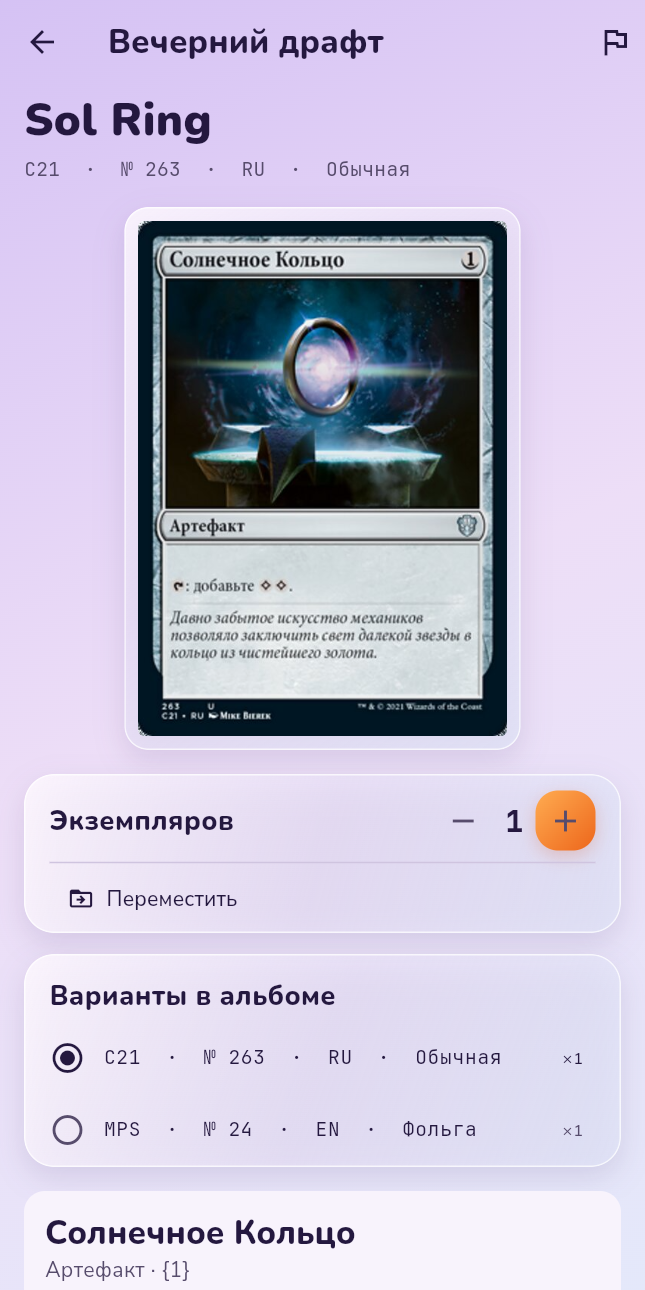 Вечерний драфт
Sol Ring
C21 · № 263 · RU · Обычная
Солнечное Кольцо 1
Артефакт
: добавьте .
Давно забытое искусство механиков
позволяло заключить свет далекой звезды в
кольцо из чистейшего золота.
263 U
C21 • RU Mike Bierek
™ & © 2021 Wizards of the Coast
Экземпляров 1
Переместить
Варианты в альбоме
C21 · № 263 · RU · Обычная ×1
MPS · № 24 · EN · Фольга ×1
Солнечное Кольцо
Артефакт · {1}